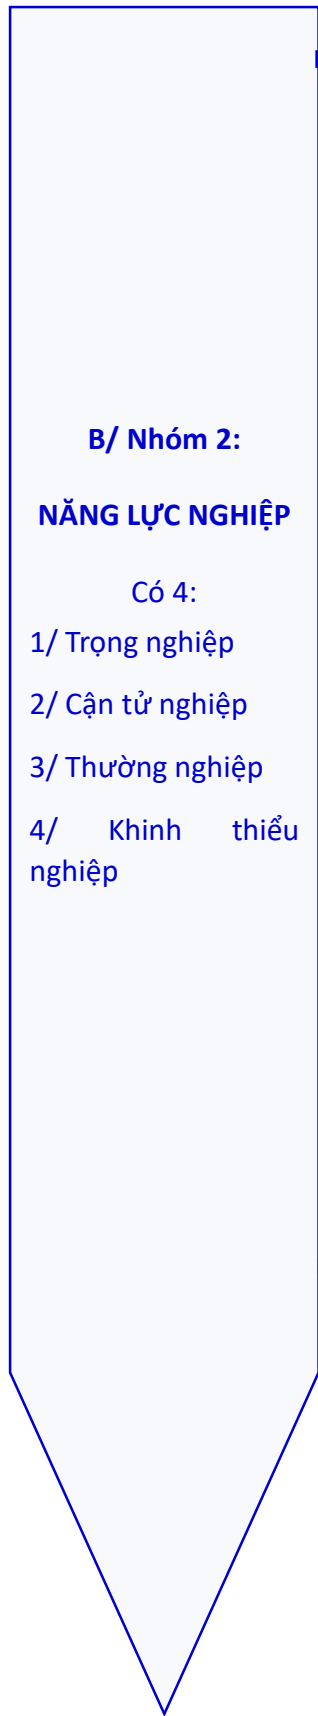 B/ Nhóm 2:
NĂNG LỰC NGHIỆP
Có 4:
1/ Trọng nghiệp
2/ Cận tử nghiệp
3/ Thường nghiệp
4/ Khinh thiểu
nghiệp